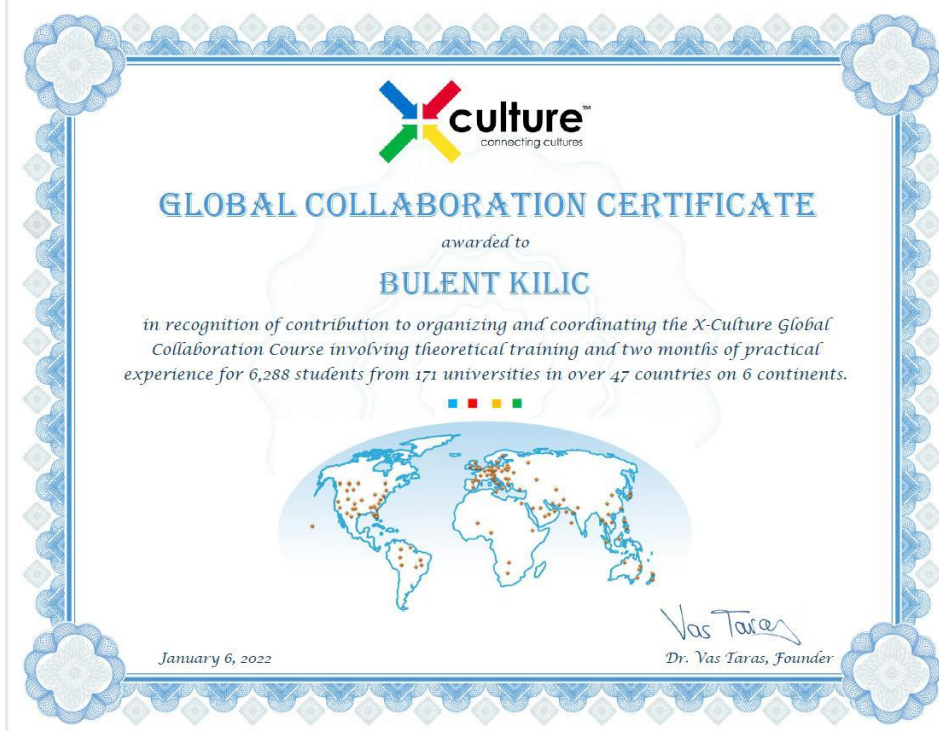 culture™
connecting cultures
GLOBAL COLLABORATION CERTIFICATE
awarded to
BULENT KILIC
in recognition of contribution to organizing and coordinating the X-Culture Global
Collaboration Course involving theoretical training and two months of practical
experience for 6,288 students from 171 universities in over 47 countries on 6 continents.
Vas Taras
January 6, 2022
Dr. Vas Taras, Founder